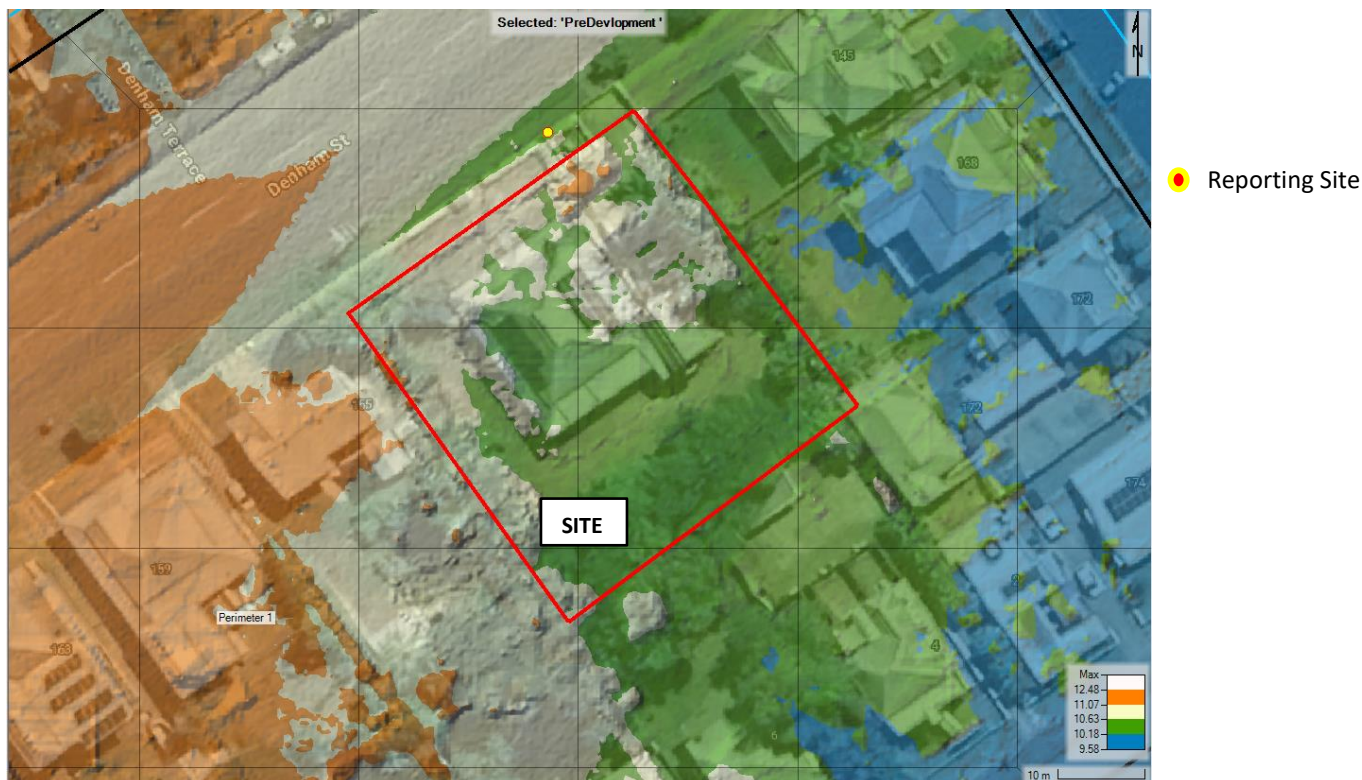 Selected: 'PreDevlopment '
N
145
Denham Terrace
168
Denham St
Reporting Site
172
155
172
174
SITE
2
159
Perimeter 1
4
163
6
Max
12.48
11.07
10.63
10.18
9.58
10 m